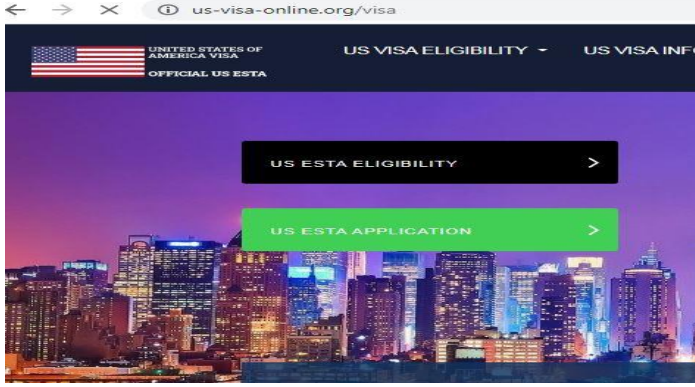 us-visa-online.org/visa
UNITED STATES OF
AMERICA VISA
OFFICIAL US ESTA
US VISA ELIGIBILITY
US VISA INFO
US ESTA ELIGIBILITY
US ESTA APPLICATION